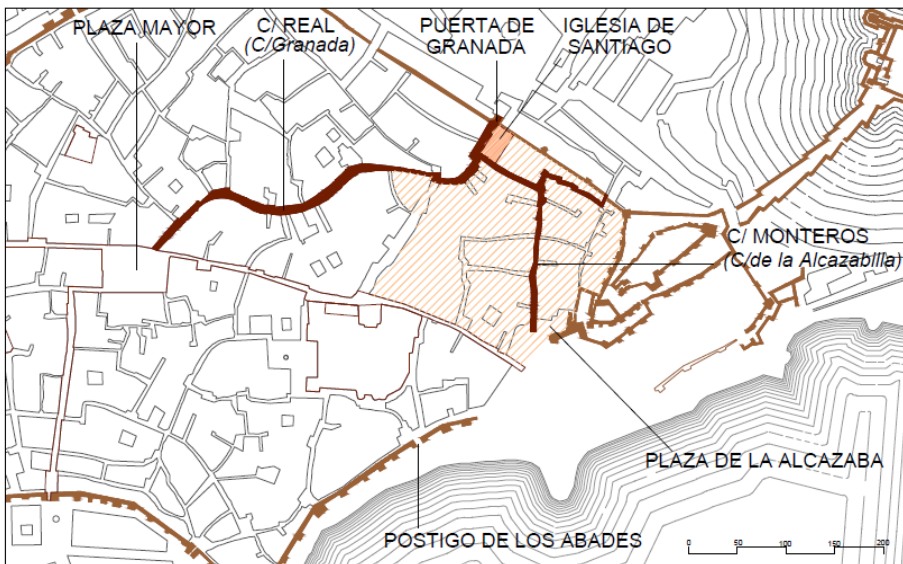 PLAZA MAYOR
C/ REAL
(C/Granada)
PUERTA DE
GRANADA
IGLESIA DE
SANTIAGO
C/ MONTEROS
(C/de la Alcazabilla)
PLAZA DE LA ALCAZABA
POSTIGO DE LOS ABADES
0 50 100 150 200